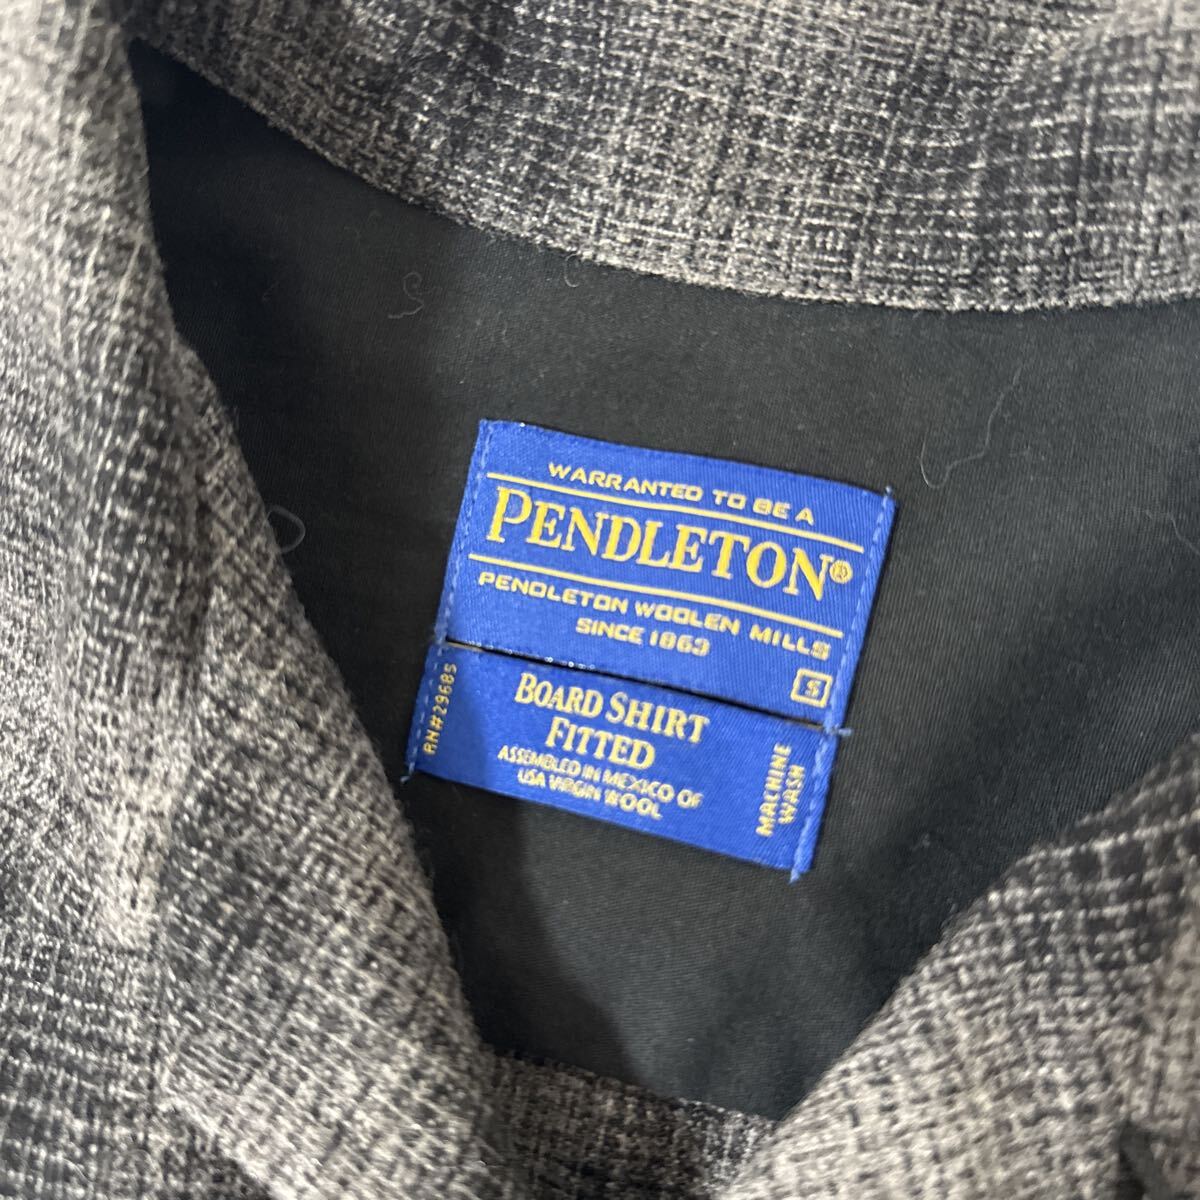 WARRANTED TO BE A
PENDLETON®
PENDLETON WOOLEN MILLS
SINCE 1863
S
RN#29685
BOARD SHIRT
FITTED
ASSEMBLED IN MEXICO OF
USA VIRGIN WOOL
MACHINE
WASH